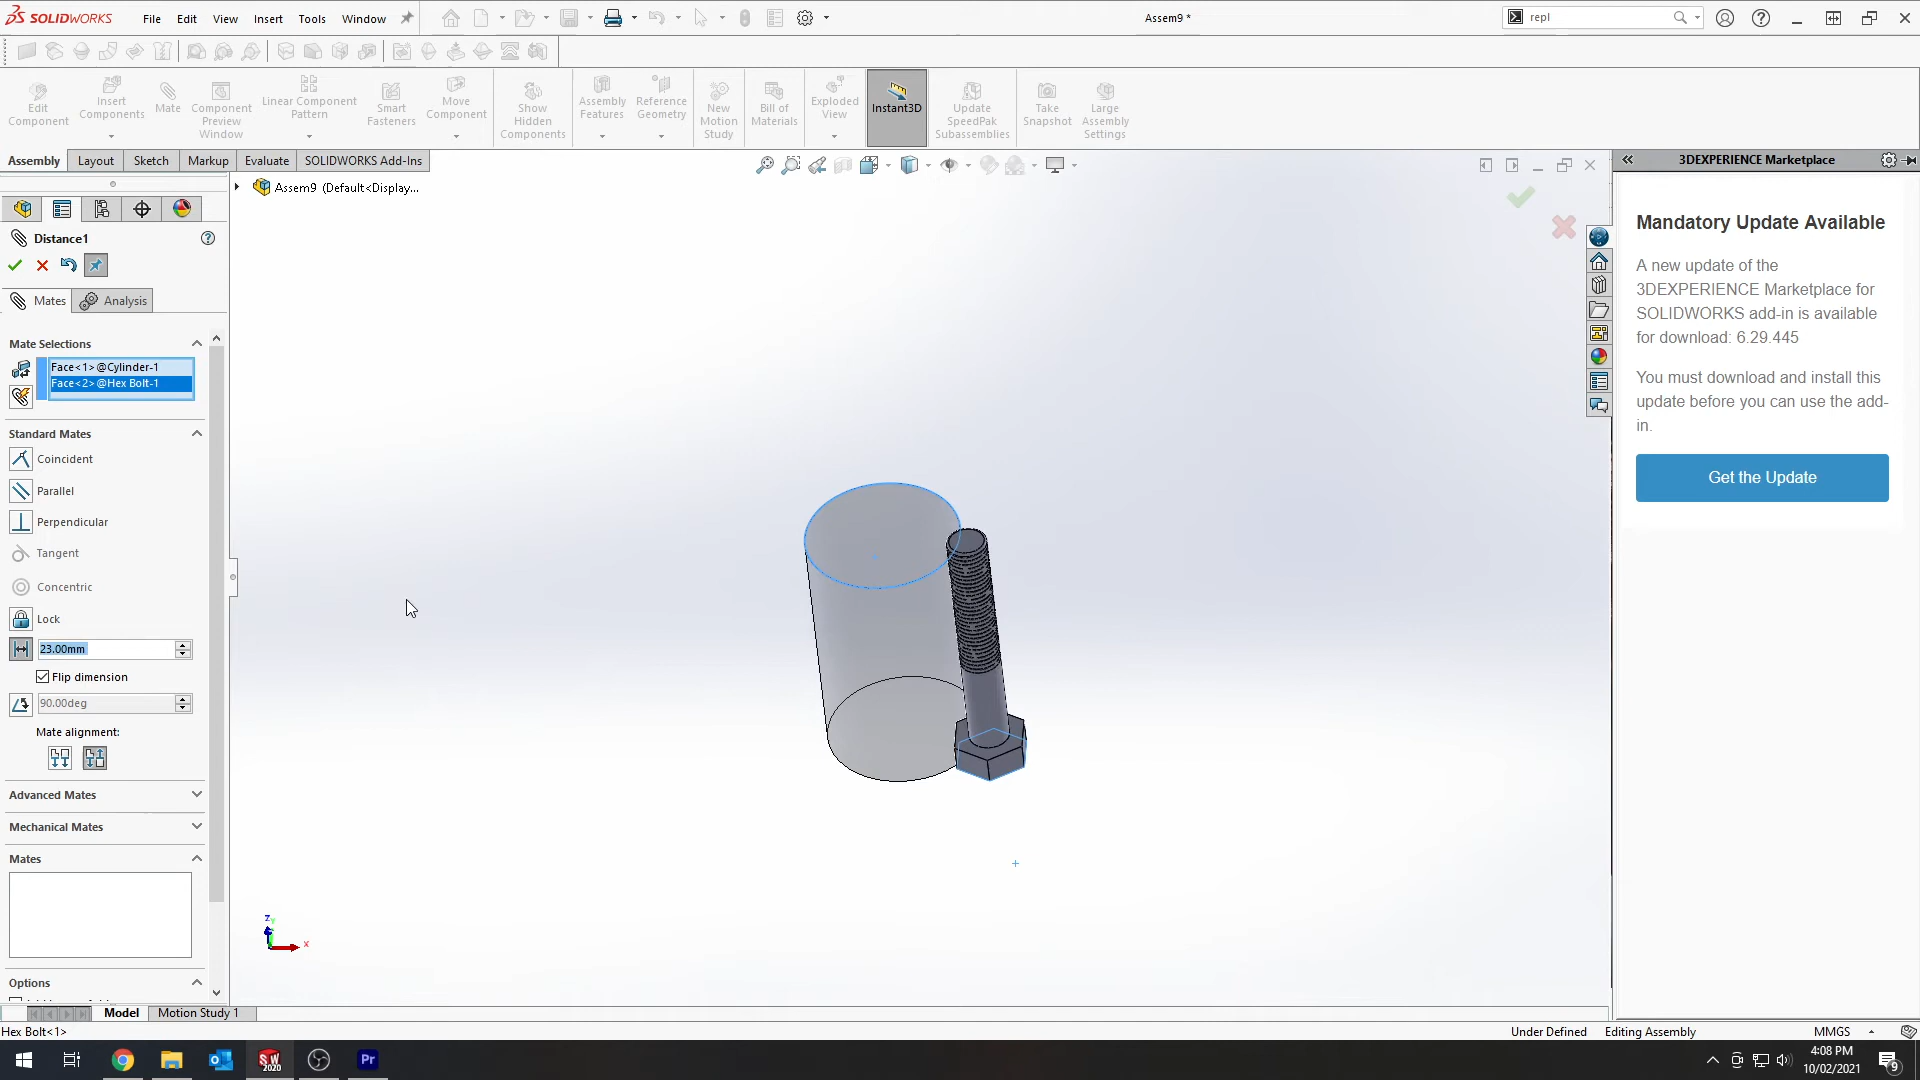 SOLIDWORKS
File
Edit
View
Insert
Tools
Window
Assem9 *
repl
Edit
Component
Insert
Components
Mate
Component
Preview
Window
Linear Component
Pattern
Smart
Fasteners
Move
Component
Show
Hidden
Components
Assembly
Features
Reference
Geometry
New
Motion
Study
Bill of
Materials
Exploded
View
Instant3D
Update
SpeedPak
Subassemblies
Take
Snapshot
Large
Assembly
Settings
Assembly
Layout
Sketch
Markup
Evaluate
SOLIDWORKS Add-Ins
Assem9 (Default<Display...
Distance1
Mates
Analysis
Mate Selections
Face<1>@Cylinder-1
Face<2>@Hex Bolt-1
Standard Mates
Coincident
Parallel
Perpendicular
Tangent
Concentric
Lock
23.00mm
Flip dimension
90.00deg
Mate alignment:
Advanced Mates
Mechanical Mates
Mates
Options
z
x
Model
Motion Study 1
Hex Bolt<1>
Under Defined
Editing Assembly
MMGS
3DEXPERIENCE Marketplace
Mandatory Update Available
A new update of the
3DEXPERIENCE Marketplace for
SOLIDWORKS add-in is available
for download: 6.29.445
You must download and install this
update before you can use the add-
in.
Get the Update
SW
2020
Pr
4:08 PM
10/02/2021
9